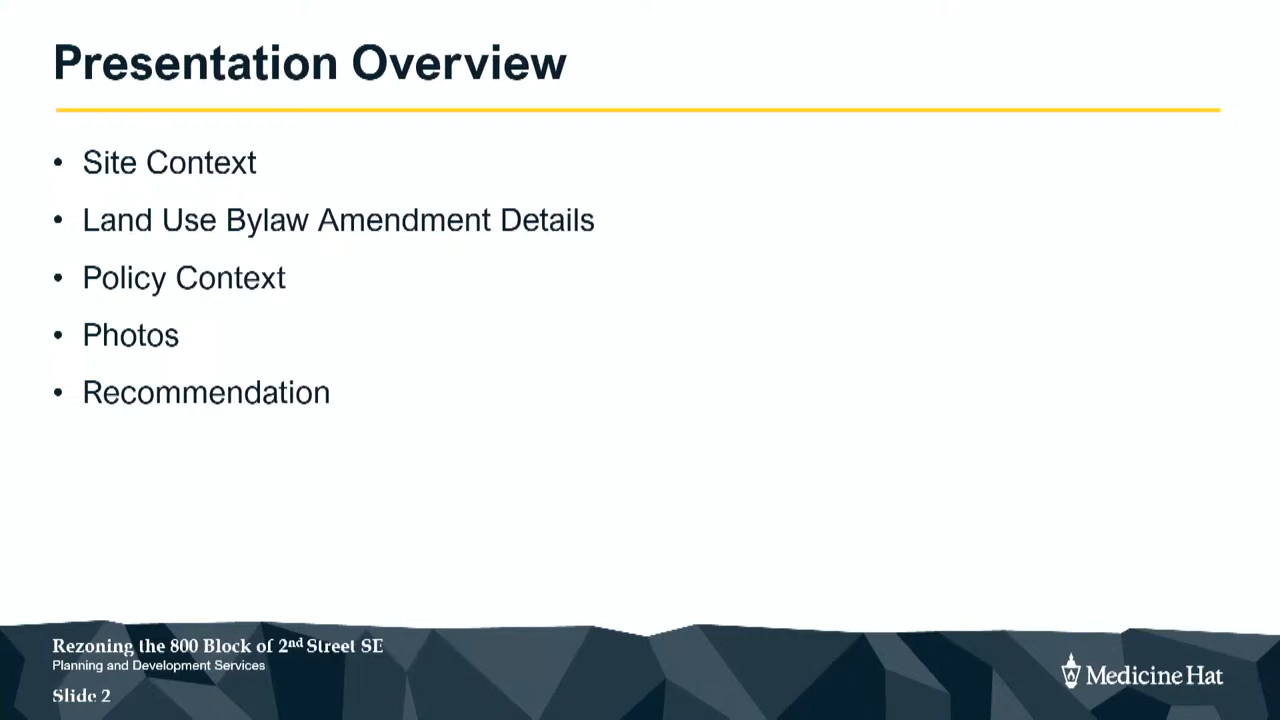 Presentation Overview
• Site Context
• Land Use Bylaw Amendment Details
• Policy Context
• Photos
• Recommendation
Rezoning the 800 Block of 2nd Street SE
Planning and Development Services
Slide 2
Medicine Hat